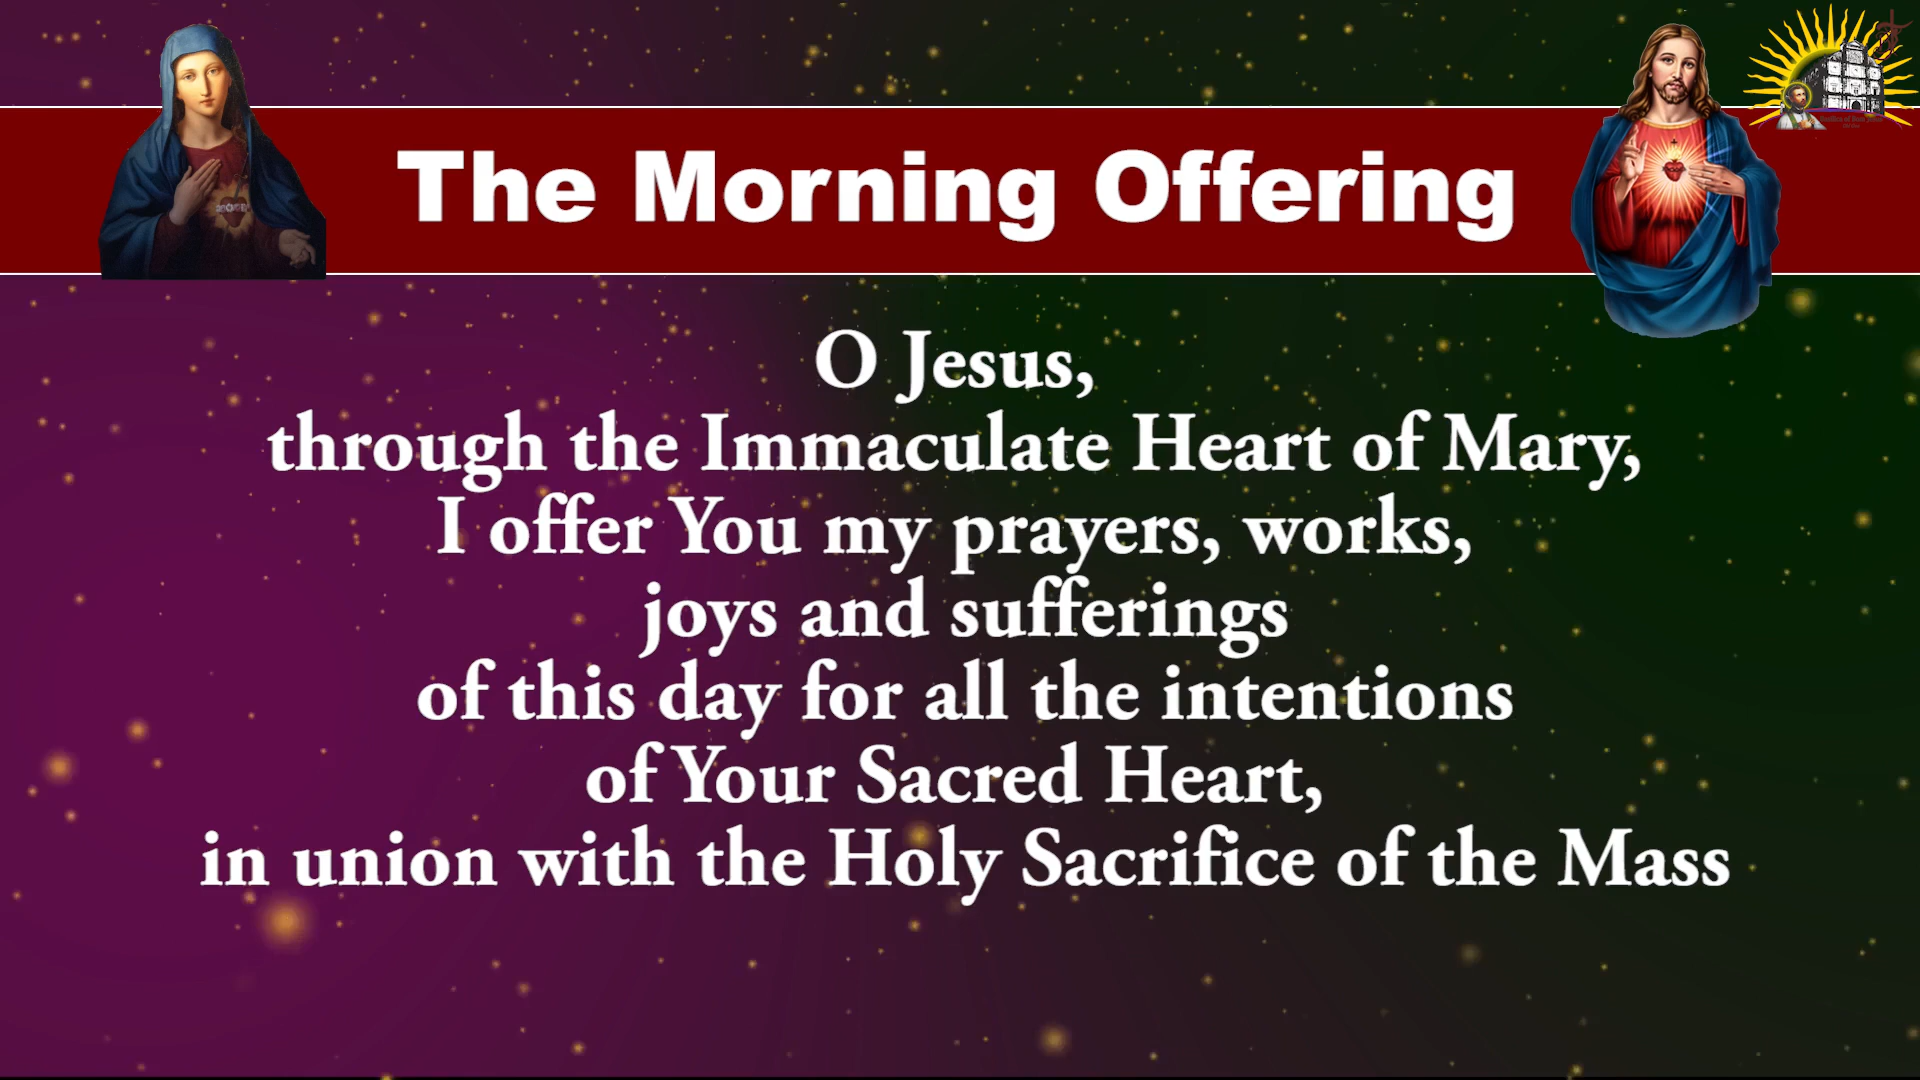 The Morning Offering
O Jesus,
through the Immaculate Heart of Mary,
I offer You my prayers, works,
joys and sufferings
of this day for all the intentions
of Your Sacred Heart,
in union with the Holy Sacrifice of the Mass